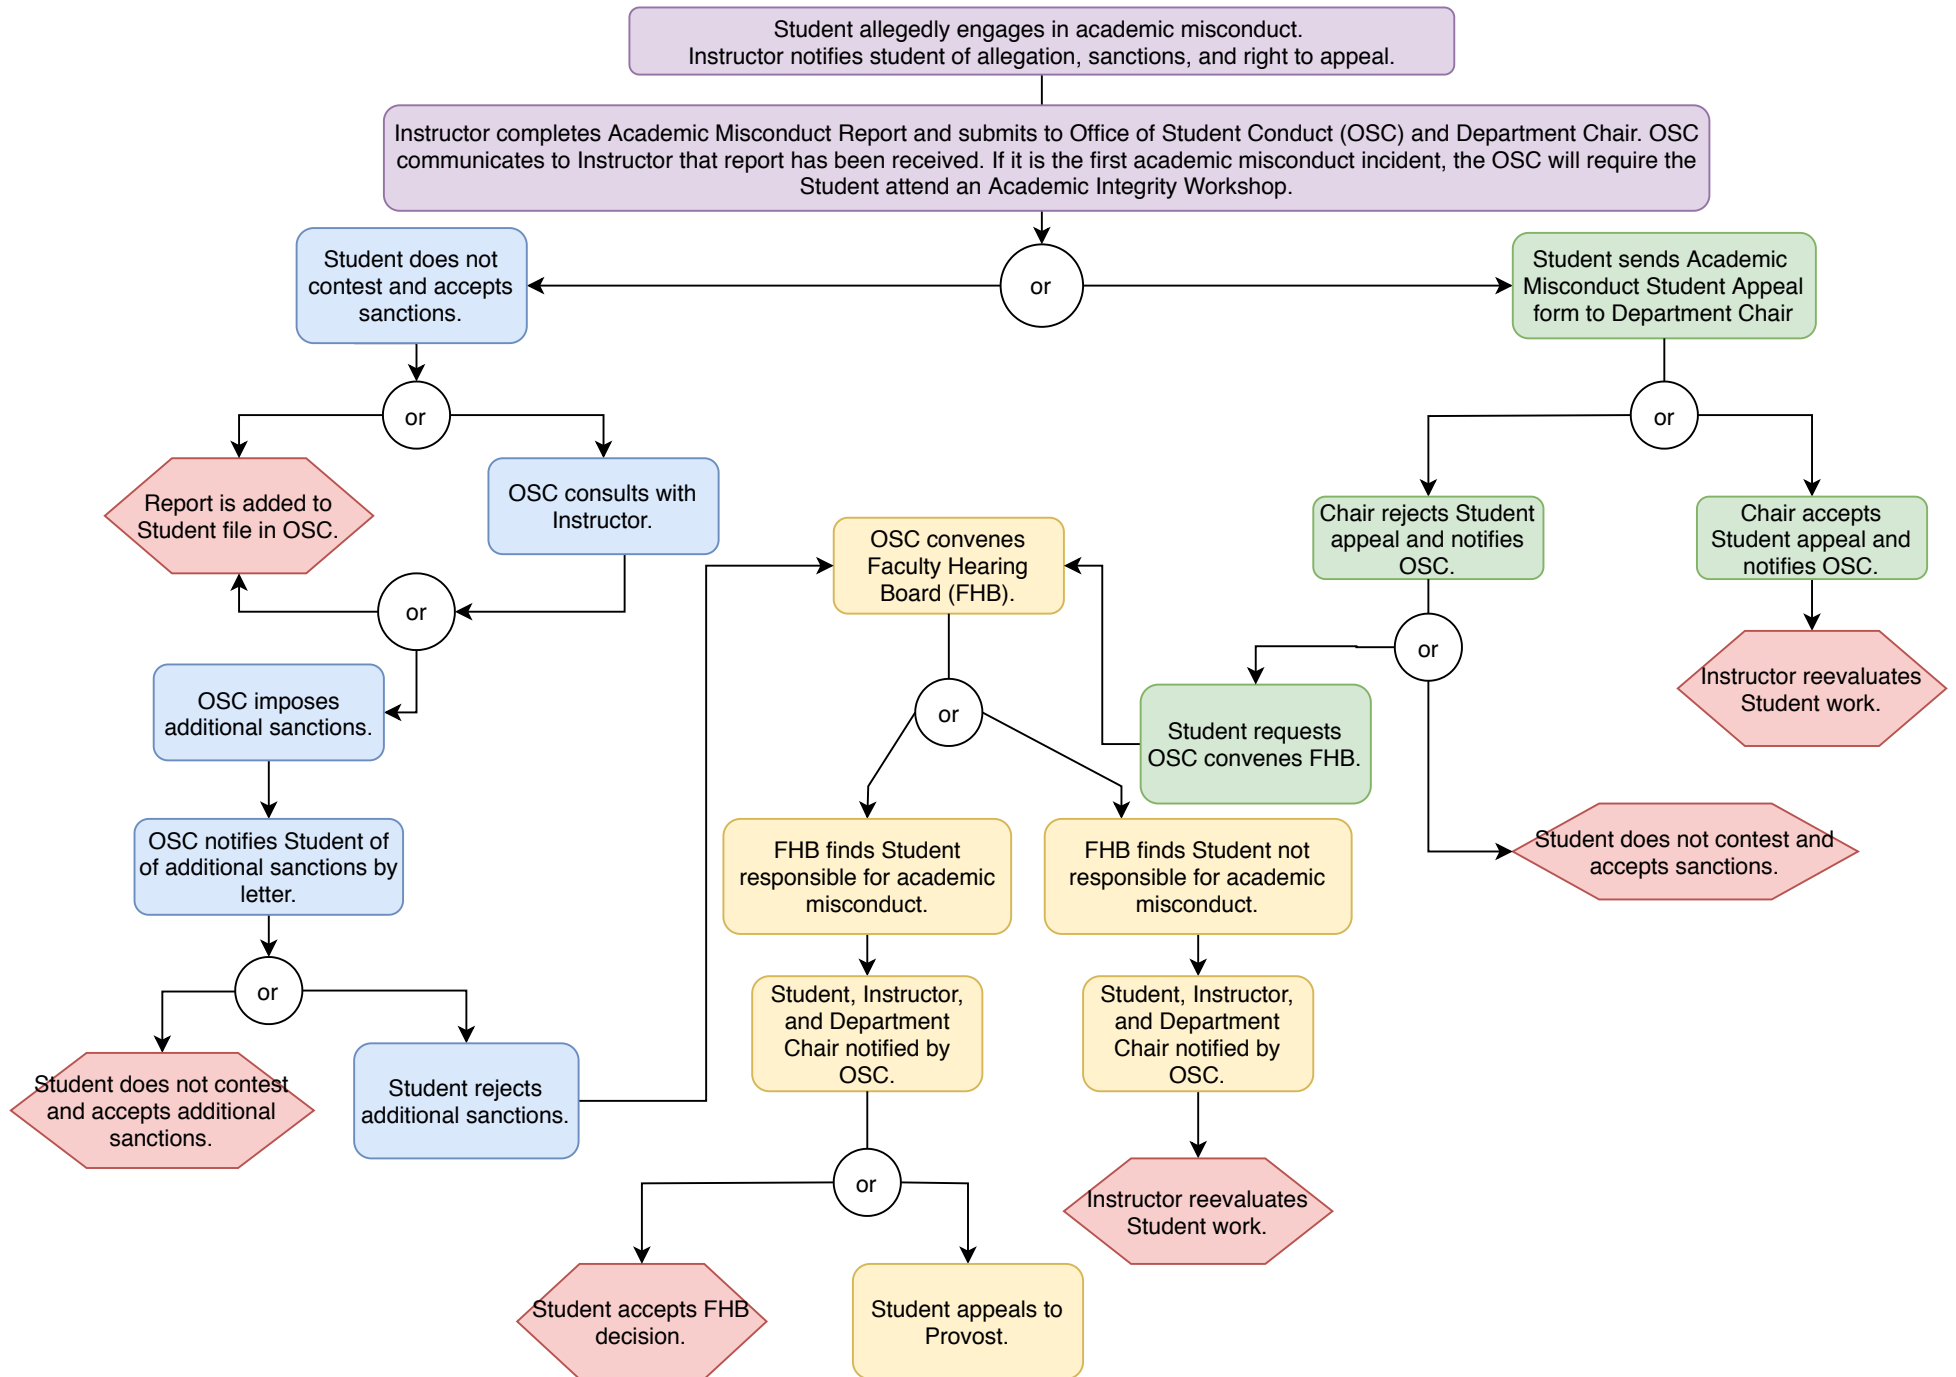 Student allegedly engages in academic misconduct.
Instructor notifies student of allegation, sanctions, and right to appeal.
Instructor completes Academic Misconduct Report and submits to Office of Student Conduct (OSC) and Department Chair. OSC
communicates to Instructor that report has been received. If it is the first academic misconduct incident, the OSC will require the
Student attend an Academic Integrity Workshop.
or
Student does not
contest and accepts
sanctions.
or
Report is added to
Student file in OSC.
OSC consults with
Instructor.
or
OSC imposes
additional sanctions.
OSC notifies Student of
of additional sanctions by
letter.
or
Student does not contest
and accepts additional
sanctions.
Student rejects
additional sanctions.
Student sends Academic
Misconduct Student Appeal
form to Department Chair
or
Chair rejects Student
appeal and notifies
OSC.
Chair accepts
Student appeal and
notifies OSC.
or
Instructor reevaluates
Student work.
Student requests
OSC convenes FHB.
Student does not contest and
accepts sanctions.
OSC convenes
Faculty Hearing
Board (FHB).
or
FHB finds Student
responsible for academic
misconduct.
FHB finds Student not
responsible for academic
misconduct.
Student, Instructor,
and Department
Chair notified by
OSC.
Student, Instructor,
and Department
Chair notified by
OSC.
or
Instructor reevaluates
Student work.
Student accepts FHB
decision.
Student appeals to
Provost.